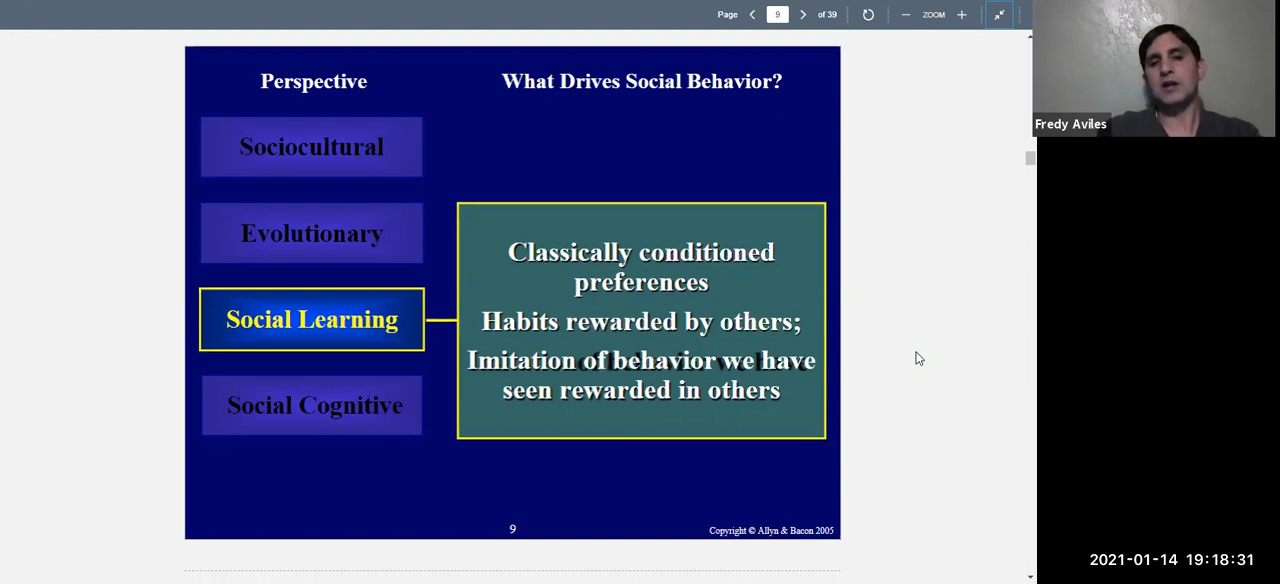 Page 9 of 39 ZOOM
Fredy Aviles
Perspective
What Drives Social Behavior?
Sociocultural
Evolutionary
Social Learning
Social Cognitive
Classically conditioned
preferences
Habits rewarded by others;
Imitation of behavior we have
seen rewarded in others
9
Copyright © Allyn & Bacon 2005
2021-01-14 19:18:31